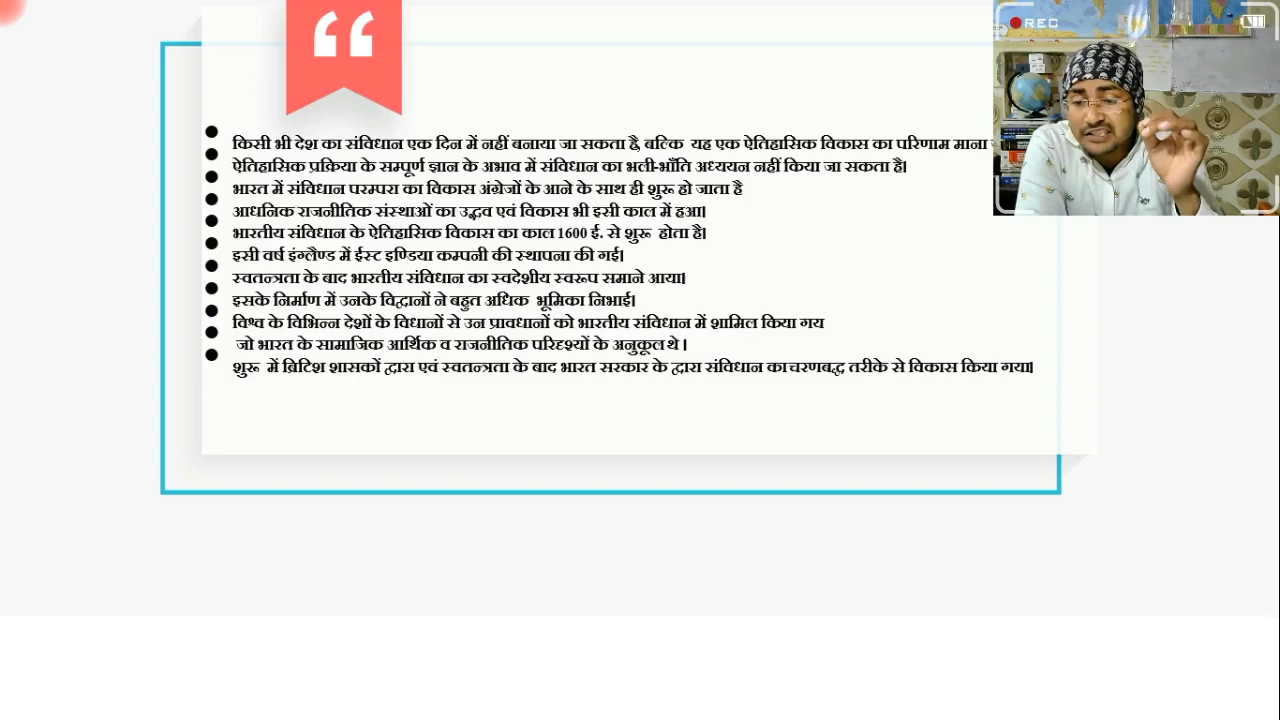 REC
किसी भी देश का संविधान एक दिन में नहीं बनाया जा सकता है, बल्कि यह एक ऐतिहासिक विकास का परिणाम माना
ऐतिहासिक प्रक्रिया के सम्पूर्ण ज्ञान के अभाव में संविधान का भली-भाँति अध्ययन नहीं किया जा सकता है।
भारत में संविधान परम्परा का विकास अंग्रेजों के आने के साथ ही शुरू हो जाता है
आधनिक राजनीतिक संस्थाओं का उद्भव एवं विकास भी इसी काल में हआ।
भारतीय संविधान के ऐतिहासिक विकास का काल 1600 ई. से शुरू होता है।
इसी वर्ष इंग्लैण्ड में ईस्ट इण्डिया कम्पनी की स्थापना की गई।
स्वतन्त्रता के बाद भारतीय संविधान का स्वदेशीय स्वरूप समाने आया।
इसके निर्माण में उनके विद्वानों ने बहुत अधिक भूमिका निभाई।
विश्व के विभिन्न देशों के विधानों से उन प्रावधानों को भारतीय संविधान में शामिल किया गय
जो भारत के सामाजिक आर्थिक व राजनीतिक परिदृश्यों के अनुकूल थे ।
शुरू में ब्रिटिश शासकों द्वारा एवं स्वतन्त्रता के बाद भारत सरकार के द्वारा संविधान का चरणबद्ध तरीके से विकास किया गया।